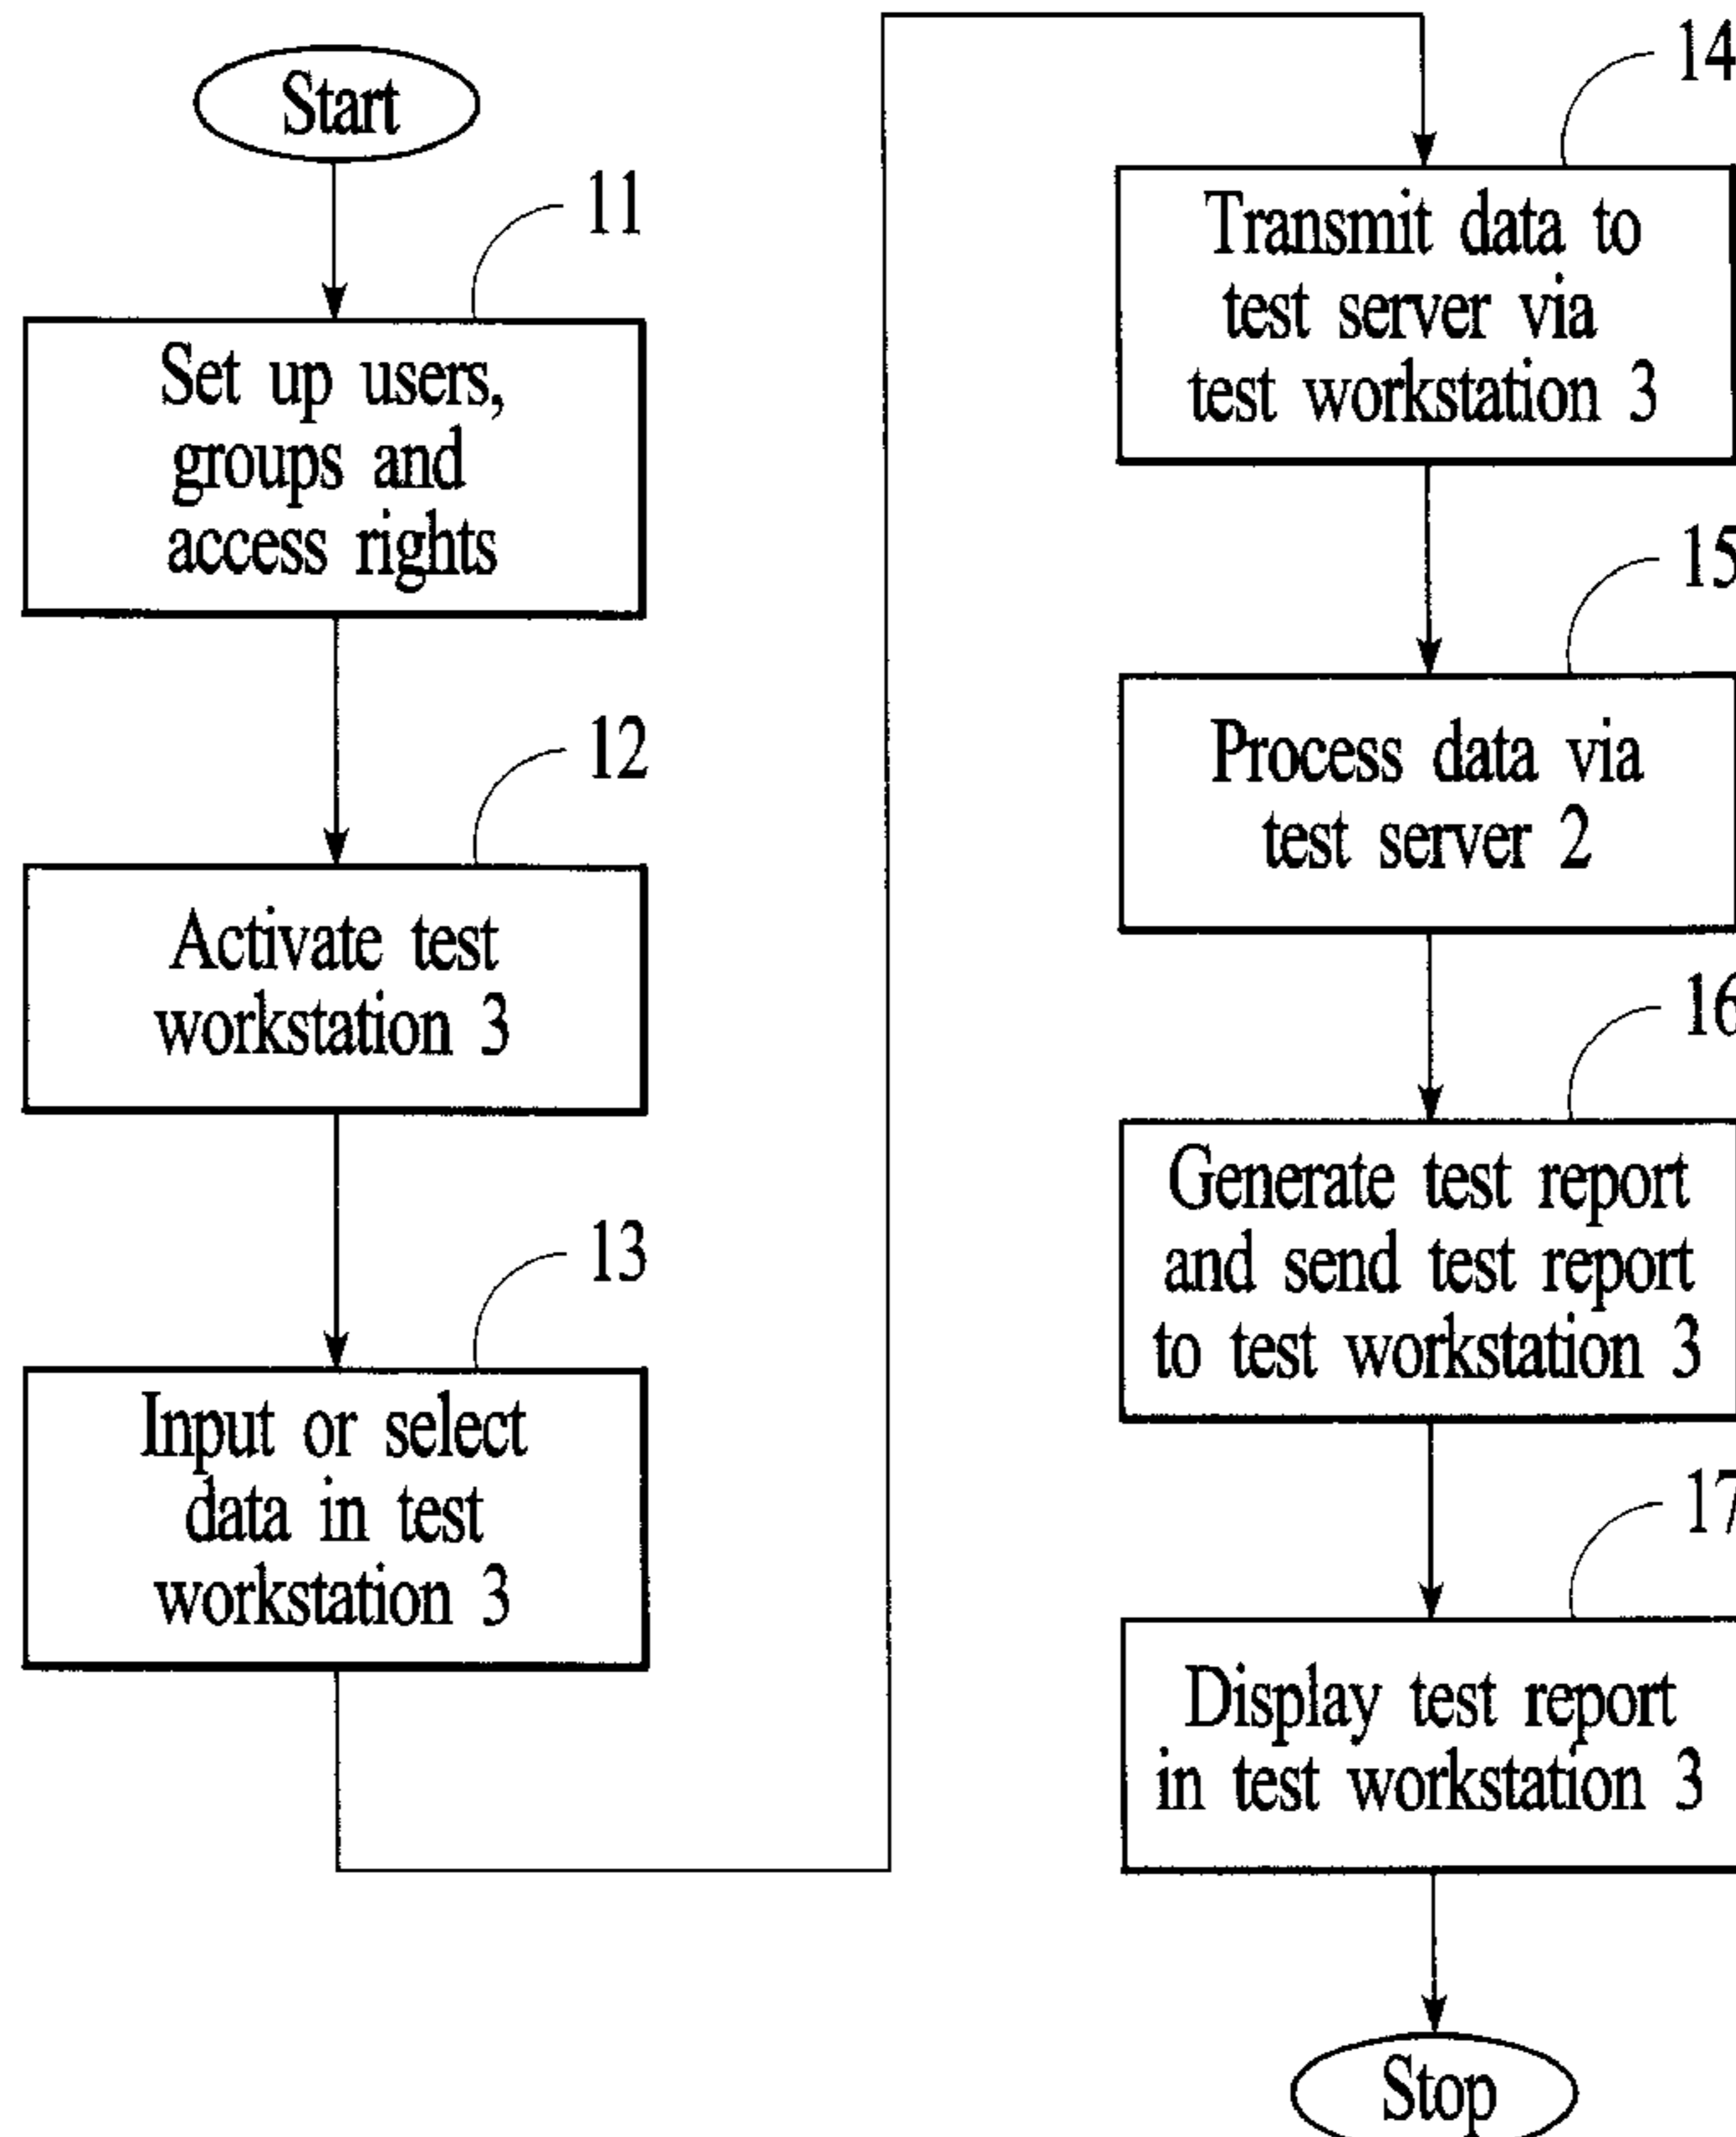 Start
11
Set up users,
groups and
access rights
12
Activate test
workstation 3
13
Input or select
data in test
workstation 3
14
Transmit data to
test server via
test workstation 3
15
Process data via
test server 2
16
Generate test report
and send test report
to test workstation 3
17
Display test report
in test workstation 3
Stop